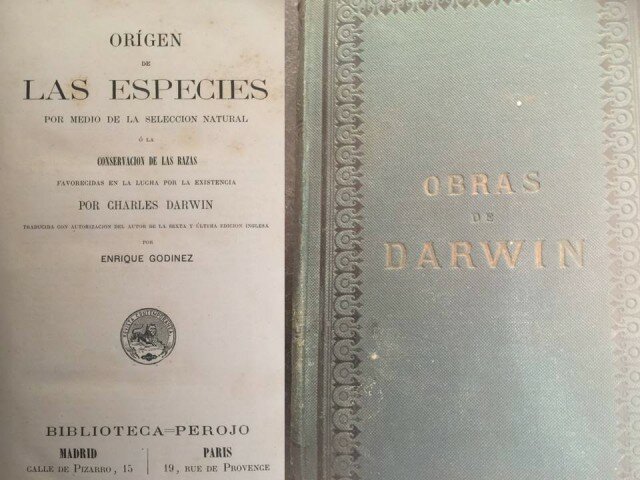 ORÍGEN
DE
LAS ESPECIES
POR MEDIO DE LA SELECCION NATURAL
Ó LA
CONSERVACION DE LAS RAZAS
FAVORECIDAS EN LA LUCHA POR LA EXISTENCIA
POR CHARLES DARWIN
TRADUCIDA CON AUTORIZACION DEL AUTOR DE LA SEXTA Y ÚLTIMA EDICION INGLESA
POR
ENRIQUE GODINEZ
REVISTA CONTEMPORANEA
BIBLIOTECA=PEROJO
MADRID PARIS
CALLE DE PIZARRO, 15 19, RUE DE PROVENCE
OBRAS
DE
DARWIN